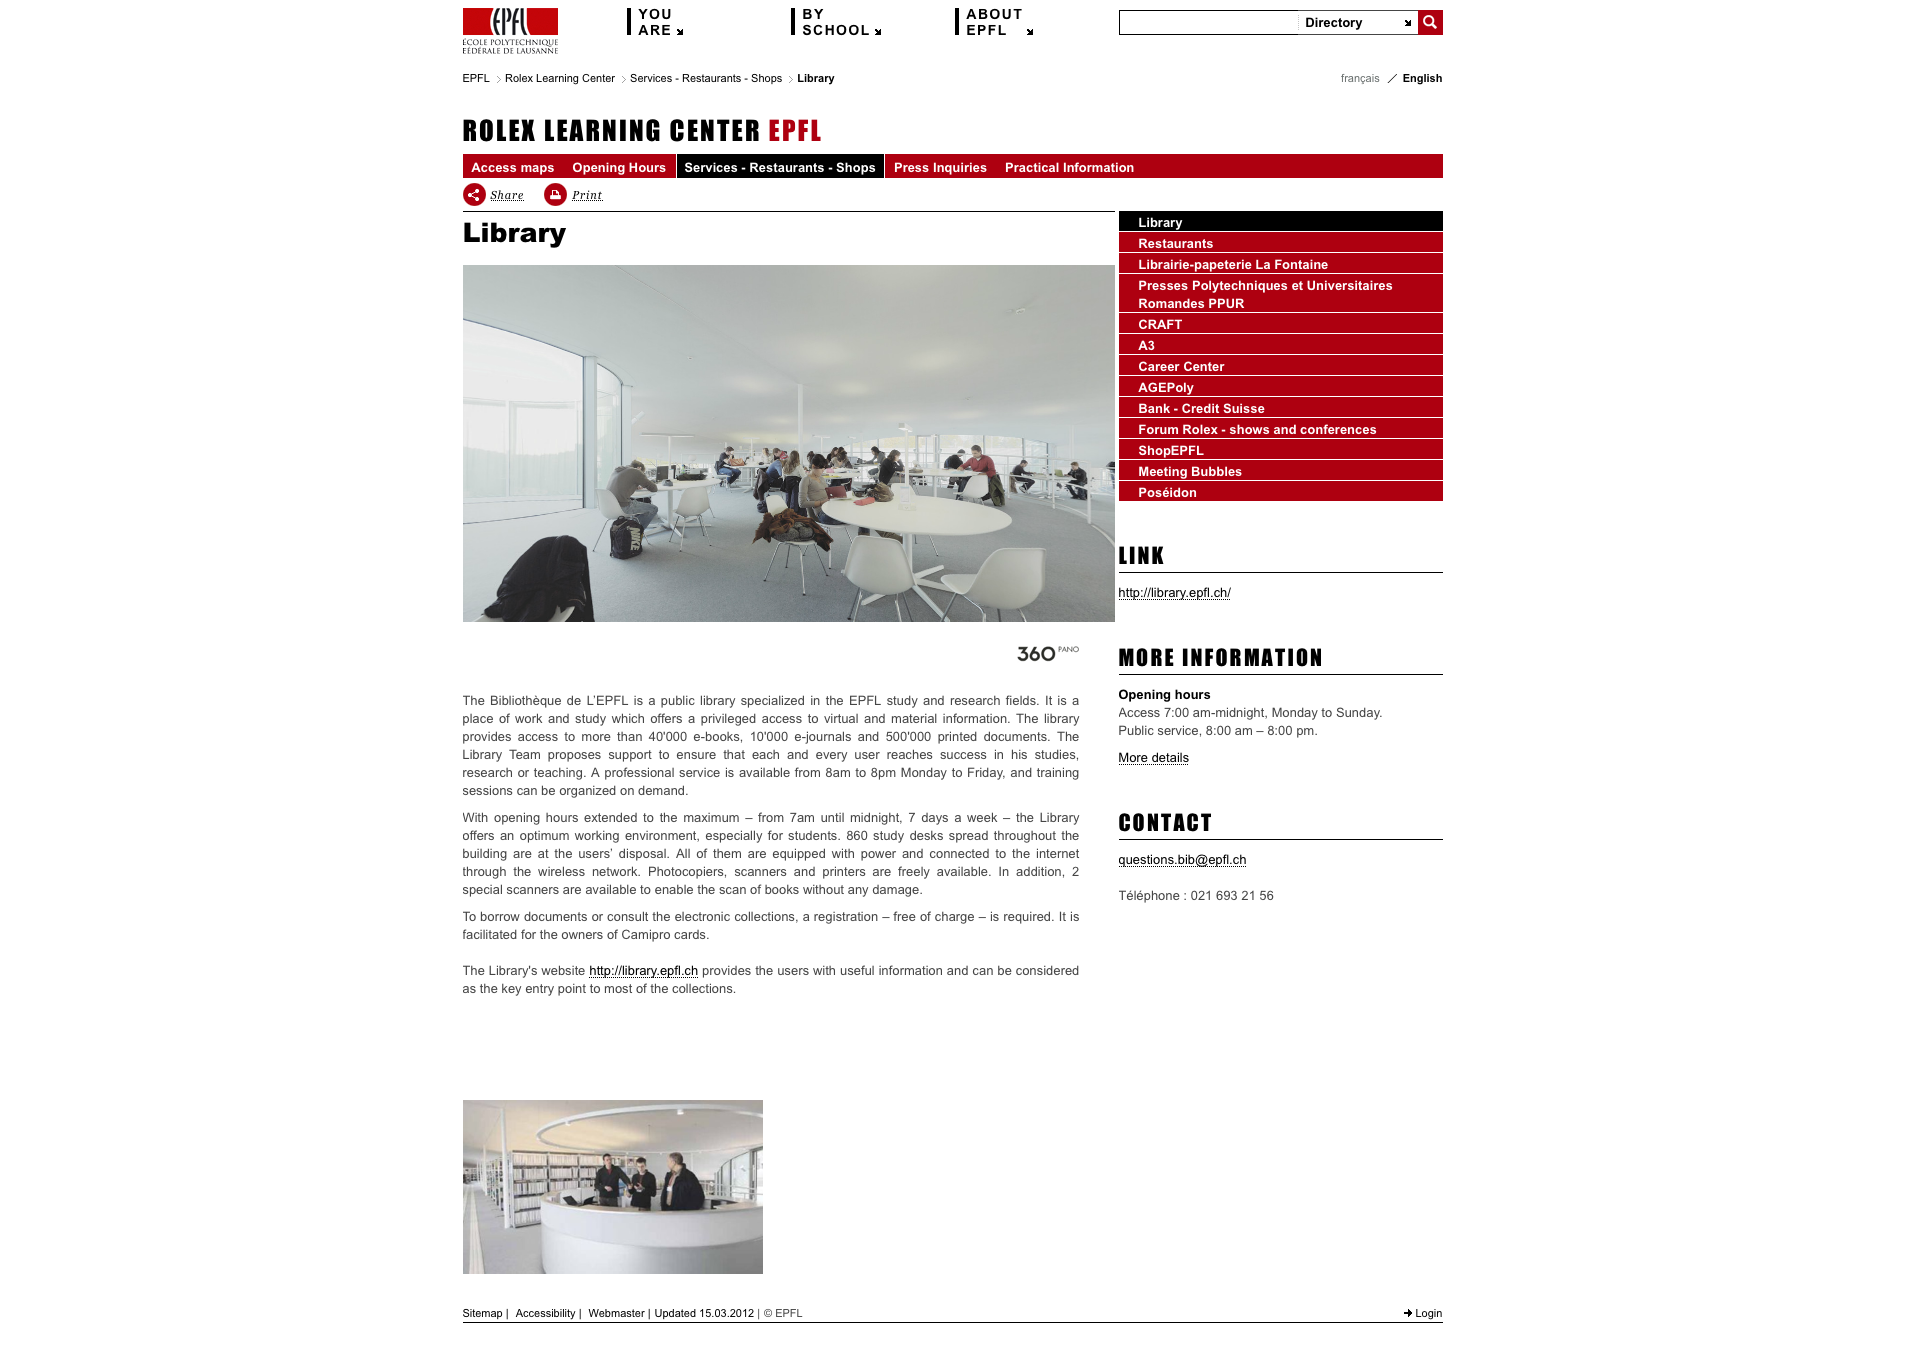 EPFL
ÉCOLE POLYTECHNIQUE
FÉDÉRALE DE LAUSANNE
YOU
ARE
BY
SCHOOL
ABOUT
EPFL
Directory
EPFL Rolex Learning Center Services - Restaurants - Shops Library
français / English
ROLEX LEARNING CENTER EPFL
Access maps Opening Hours Services - Restaurants - Shops Press Inquiries Practical Information
Share Print
Library
NIKE
360 PANO
The Bibliothèque de L’EPFL is a public library specialized in the EPFL study and research fields. It is a
place of work and study which offers a privileged access to virtual and material information. The library
provides access to more than 40'000 e-books, 10'000 e-journals and 500'000 printed documents. The
Library Team proposes support to ensure that each and every user reaches success in his studies,
research or teaching. A professional service is available from 8am to 8pm Monday to Friday, and training
sessions can be organized on demand.
With opening hours extended to the maximum – from 7am until midnight, 7 days a week – the Library
offers an optimum working environment, especially for students. 860 study desks spread throughout the
building are at the users’ disposal. All of them are equipped with power and connected to the internet
through the wireless network. Photocopiers, scanners and printers are freely available. In addition, 2
special scanners are available to enable the scan of books without any damage.
To borrow documents or consult the electronic collections, a registration – free of charge – is required. It is
facilitated for the owners of Camipro cards.
The Library's website http://library.epfl.ch provides the users with useful information and can be considered
as the key entry point to most of the collections.
Library
Restaurants
Librairie-papeterie La Fontaine
Presses Polytechniques et Universitaires
Romandes PPUR
CRAFT
A3
Career Center
AGEPoly
Bank - Credit Suisse
Forum Rolex - shows and conferences
ShopEPFL
Meeting Bubbles
Poséidon
LINK
http://library.epfl.ch/
MORE INFORMATION
Opening hours
Access 7:00 am-midnight, Monday to Sunday.
Public service, 8:00 am – 8:00 pm.
More details
CONTACT
questions.bib@epfl.ch
Téléphone : 021 693 21 56
Sitemap | Accessibility | Webmaster | Updated 15.03.2012 | © EPFL
Login